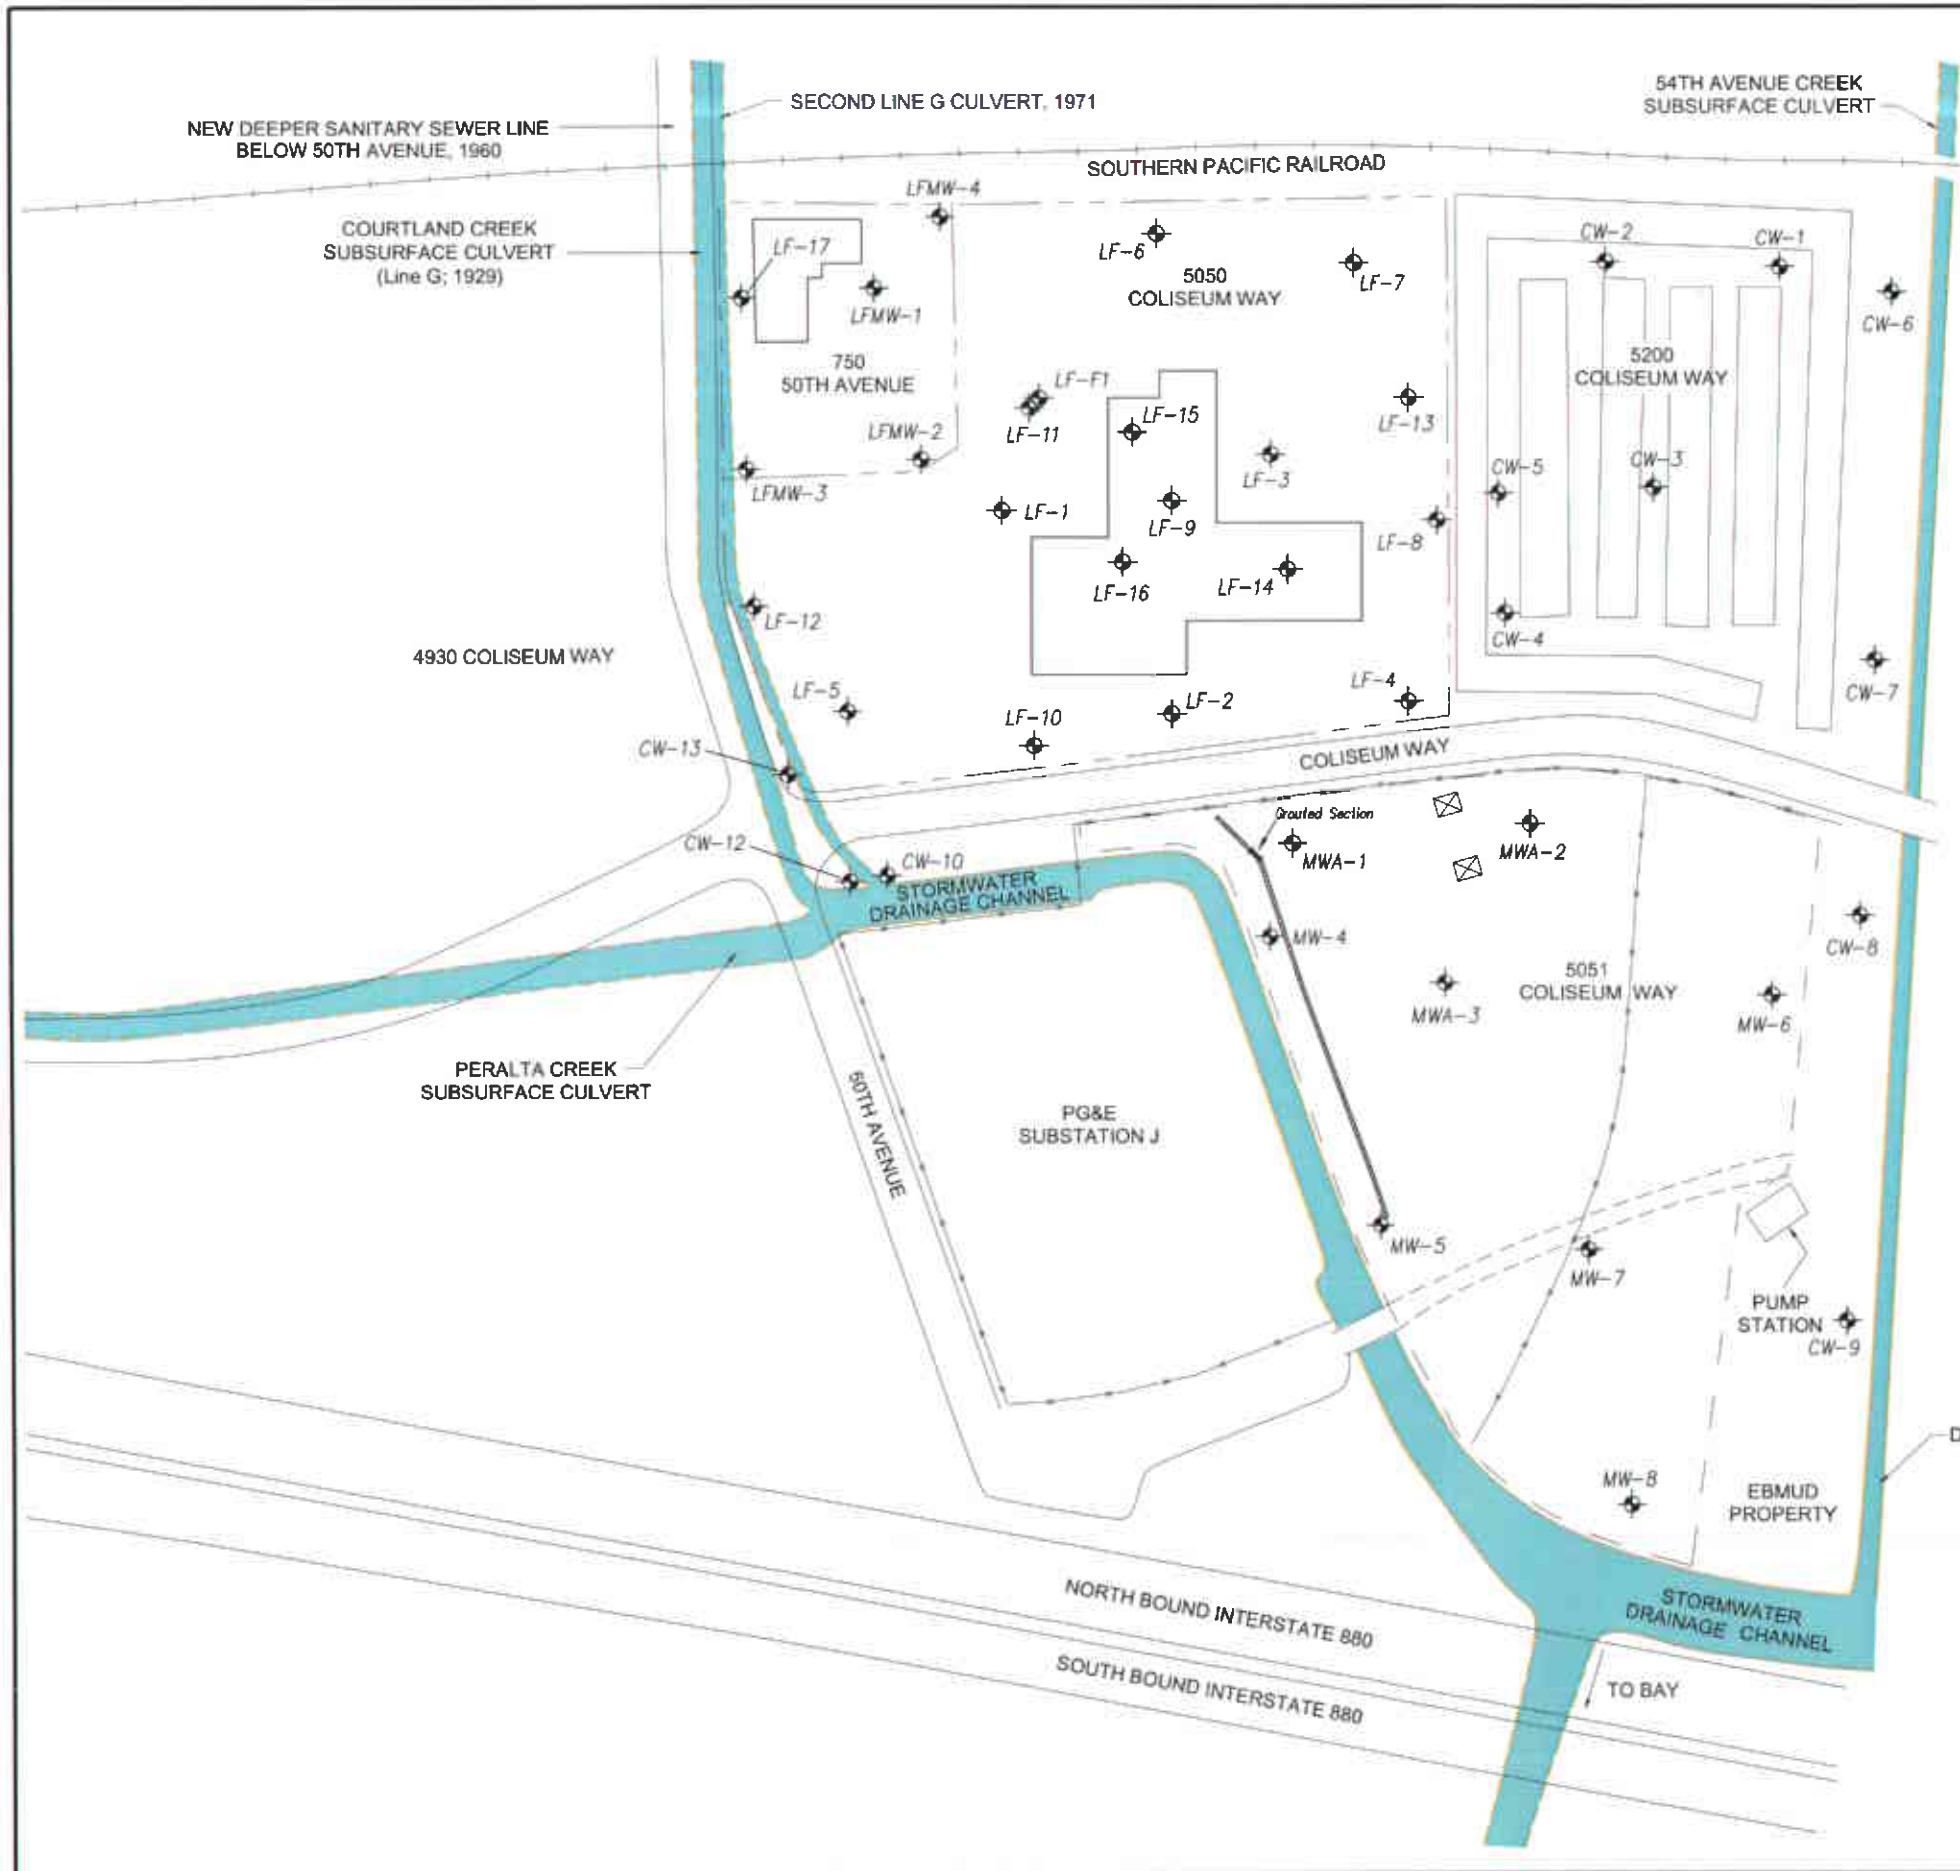 SECOND LINE G CULVERT, 1971
54TH AVENUE CREEK
SUBSURFACE CULVERT
NEW DEEPER SANITARY SEWER LINE
BELOW 50TH AVENUE, 1960
SOUTHERN PACIFIC RAILROAD
COURTLAND CREEK
SUBSURFACE CULVERT
(Line G; 1929)
LFMW-4
LF-17
LF-6
5050
COLISEUM WAY
LF-7
CW-2
CW-1
CW-6
LFMW-1
750
50TH AVENUE
5200
COLISEUM WAY
LF-F1
LF-11
LF-15
LF-13
LFMW-2
LFMW-3
LF-3
CW-5
CW-3
LF-1
LF-9
LF-8
LF-16
LF-14
LF-12
CW-4
4930 COLISEUM WAY
LF-5
LF-4
CW-7
LF-10
LF-2
CW-13
COLISEUM WAY
Grouted Section
CW-12
CW-10
MWA-1
MWA-2
STORMWATER
DRAINAGE CHANNEL
MW-4
CW-8
5051
COLISEUM WAY
MWA-3
MW-6
PERALTA CREEK
SUBSURFACE CULVERT
50TH AVENUE
PG&E
SUBSTATION J
MW-5
MW-7
PUMP
STATION
CW-9
D
MW-8
EBMUD
PROPERTY
NORTH BOUND INTERSTATE 880
STORMWATER
DRAINAGE CHANNEL
SOUTH BOUND INTERSTATE 880
TO BAY